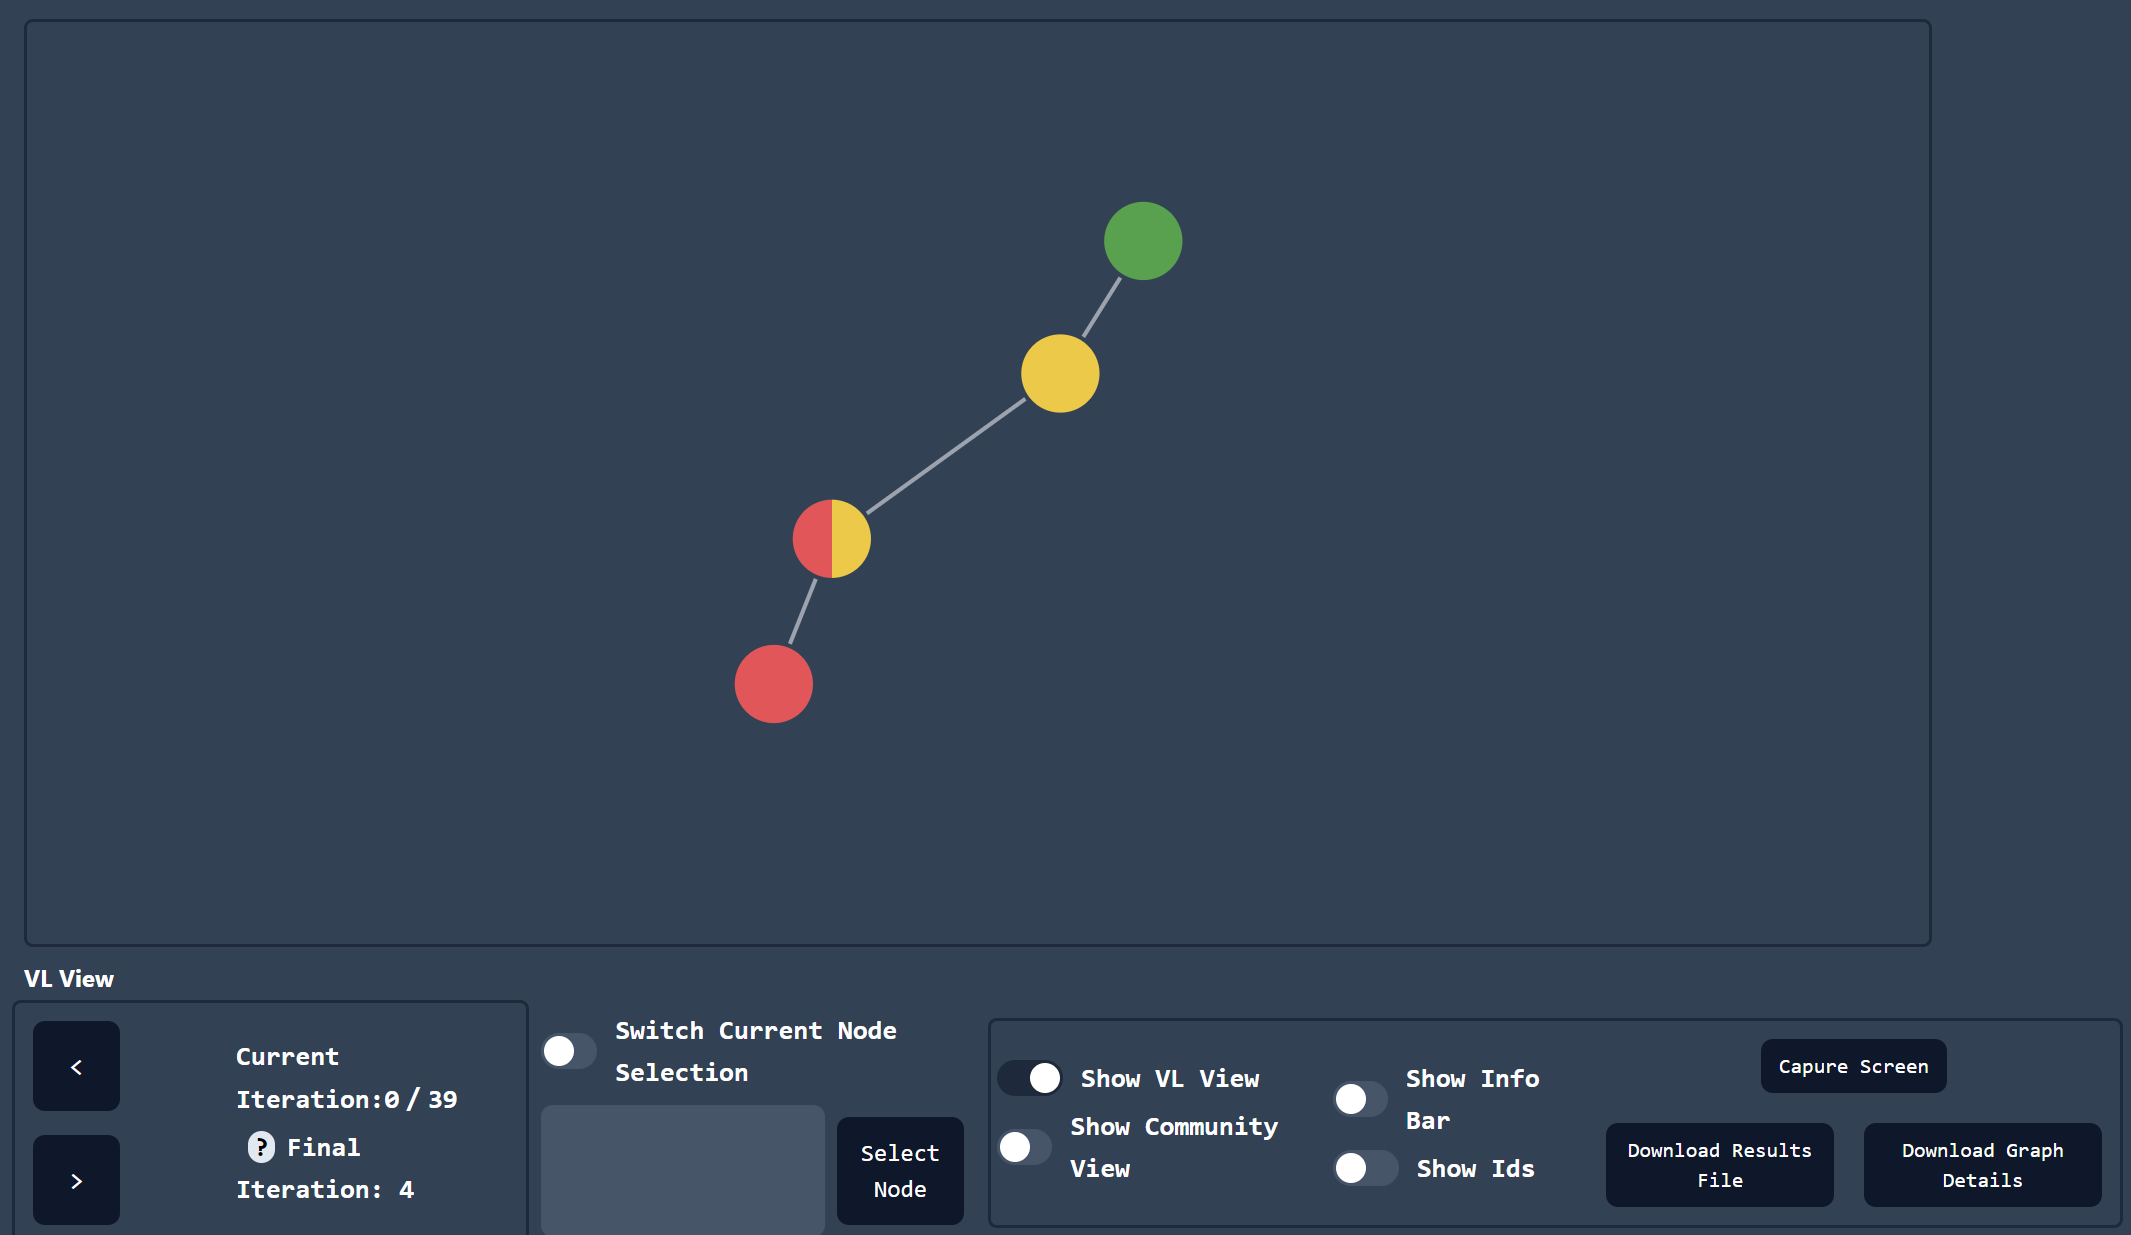 VL View
<
>
Current
Iteration:0 / 39
? Final
Iteration: 4
Switch Current Node
Selection
Select
Node
Show VL View
Show Community
View
Show Info
Bar
Show Ids
Capure Screen
Download Results
File
Download Graph
Details